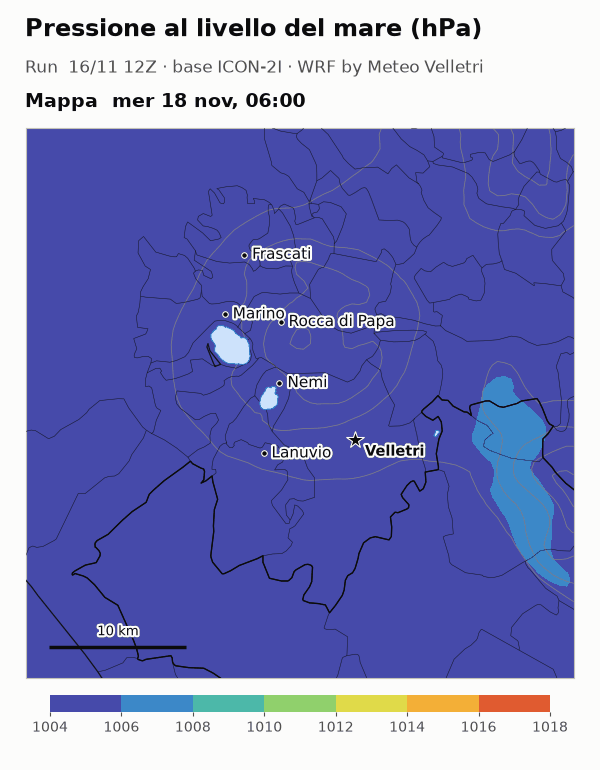 Pressione al livello del mare (hPa)
Run  16/11 12Z · base ICON-2I · WRF by Meteo Velletri
Mappa  mer 18 nov, 06:00
Frascati
Marino
Rocca di Papa
Nemi
Velletri
Lanuvio
10 km
1004 1006 1008 1010 1012 1014 1016 1018